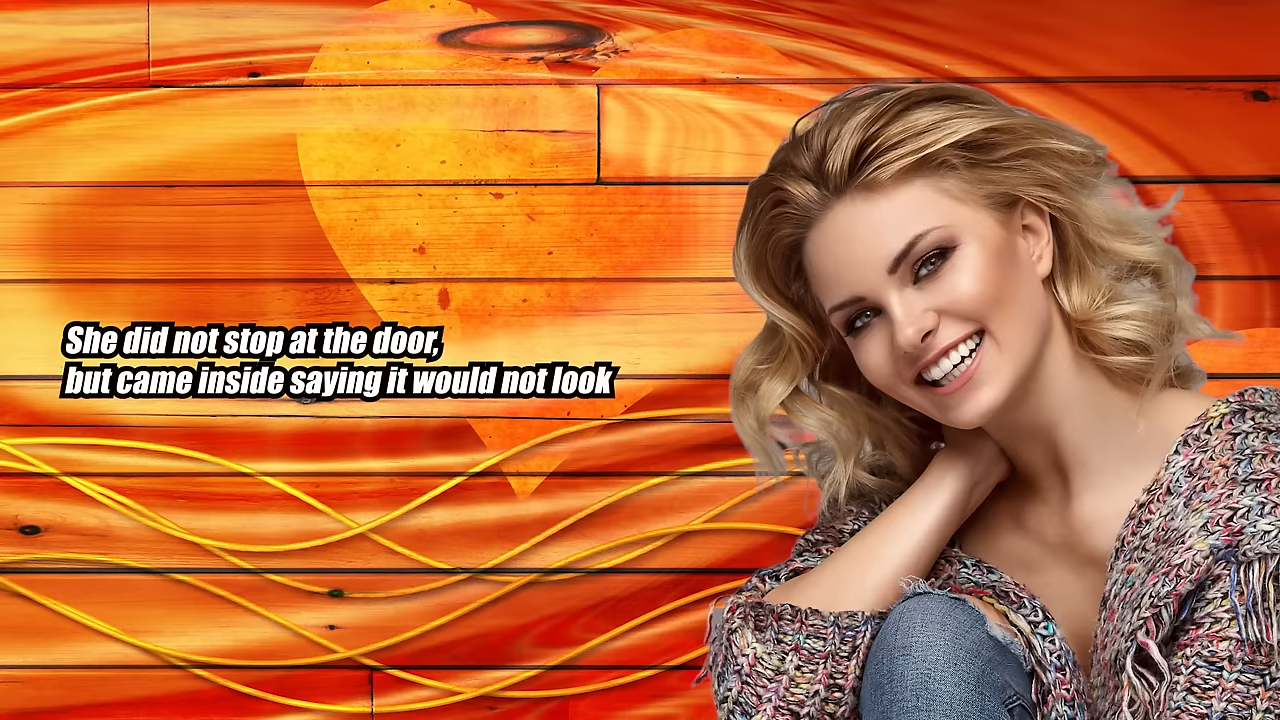 She did not stop at the door,
but came inside saying it would not look